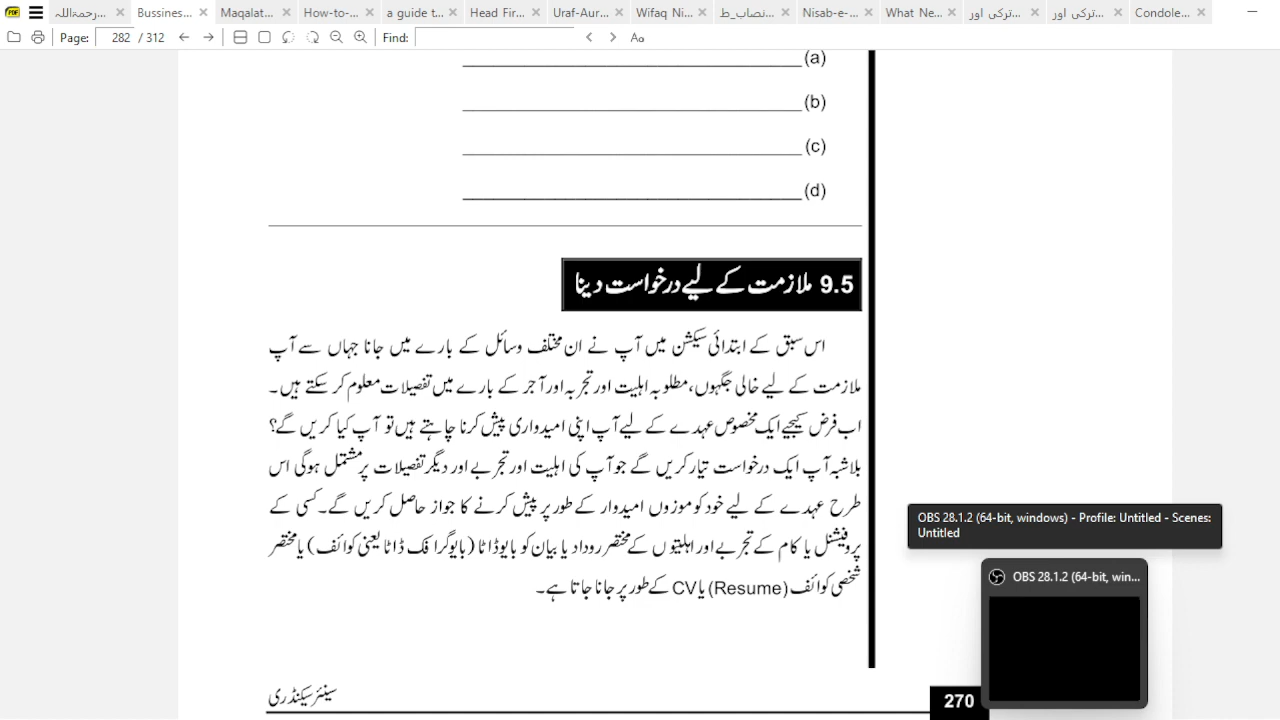 رحمۃاللہ... Bussines... Maqalat... How-to-... a guide t... Head Fir... Uraf-Aur... Wifaq Ni... نصاب_ط... Nisab-e-... What Ne... ترکی اور... ترکی اور... Condole...
Page: 282 / 312 Find: Aa
(a)
(b)
(c)
(d)
9.5 ملازمت کے لیے درخواست دینا
اس سبق کے ابتدائی سیکشن میں آپ نے ان مختلف وسائل کے بارے میں جانا جہاں سے آپ
ملازمت کے لیے خالی جگہوں، مطلوبہ اہلیت اور تجربہ اور آجر کے بارے میں تفصیلات معلوم کر سکتے ہیں۔
اب فرض کیجیے ایک مخصوص عہدے کے لیے آپ اپنی امیدواری پیش کرنا چاہتے ہیں تو آپ کیا کریں گے؟
بلاشبہ آپ ایک درخواست تیار کریں گے جو آپ کی اہلیت اور تجربے اور دیگر تفصیلات پر مشتمل ہوگی اس
طرح عہدے کے لیے خود کو موزوں امیدوار کے طور پر پیش کرنے کا جواز حاصل کریں گے۔ کسی کے
پروفیشنل یا کام کے تجربے اور اہلیتوں کے مختصر روداد یا بیان کو بایوڈاٹا (بایوگرافک ڈاٹا یعنی کوائف) یا مختصر
شخصی کوائف (Resume) یا CV کے طور پر جانا جاتا ہے۔
OBS 28.1.2 (64-bit, windows) - Profile: Untitled - Scenes:
Untitled
OBS 28.1.2 (64-bit, win...
سینئر سیکنڈری
270